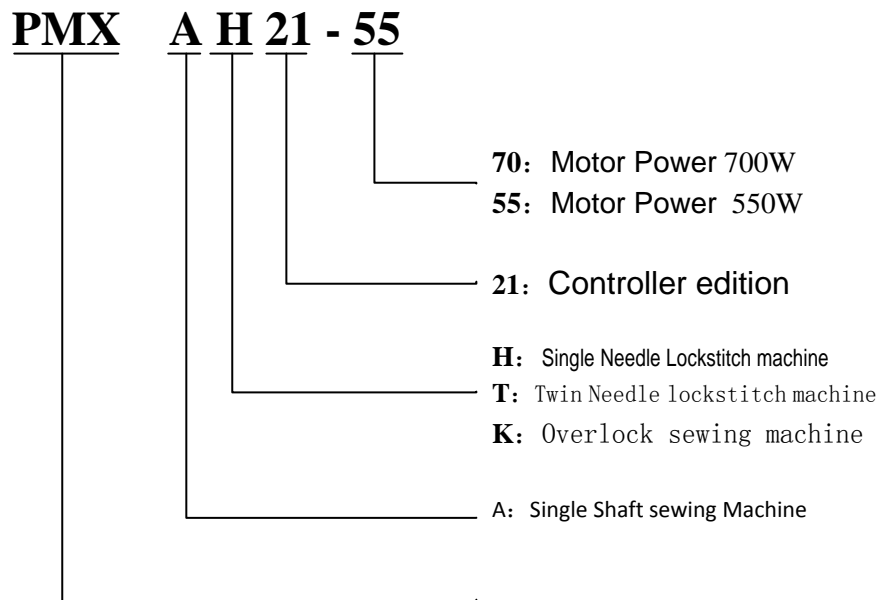 PMX A H 21 - 55
70： Motor Power 700W
55： Motor Power 550W
21： Controller edition
H： Single Needle Lockstitch machine
T： Twin Needle lockstitch machine
K： Overlock sewing machine
A： Single Shaft sewing Machine